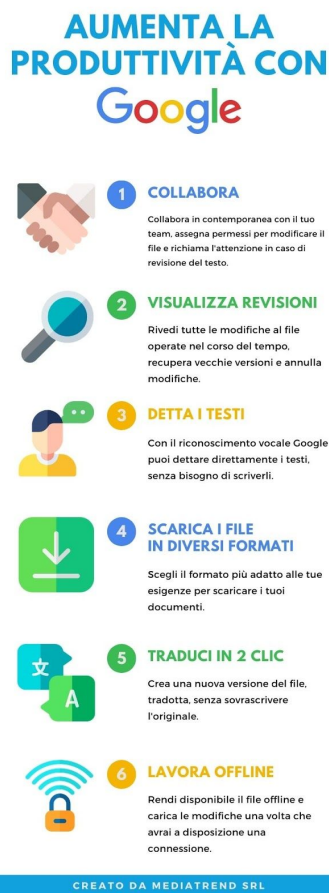 AUMENTA LA
PRODUTTIVITÀ CON
Google
1 COLLABORA
Collabora in contemporanea con il tuo
team, assegna permessi per modificare il
file e richiama l'attenzione in caso di
revisione del testo.
2 VISUALIZZA REVISIONI
Rivedi tutte le modifiche al file
operate nel corso del tempo,
recupera vecchie versioni e annulla
modifiche.
3 DETTA I TESTI
Con il riconoscimento vocale Google
puoi dettare direttamente i testi,
senza bisogno di scriverli.
4 SCARICA I FILE
IN DIVERSI FORMATI
Scegli il formato più adatto alle tue
esigenze per scaricare i tuoi
documenti.
文
A
5 TRADUCI IN 2 CLIC
Crea una nuova versione del file,
tradotta, senza sovrascrivere
l'originale.
6 LAVORA OFFLINE
Rendi disponibile il file offline e
carica le modifiche una volta che
avrai a disposizione una
connessione.
CREATO DA MEDIATREND SRL